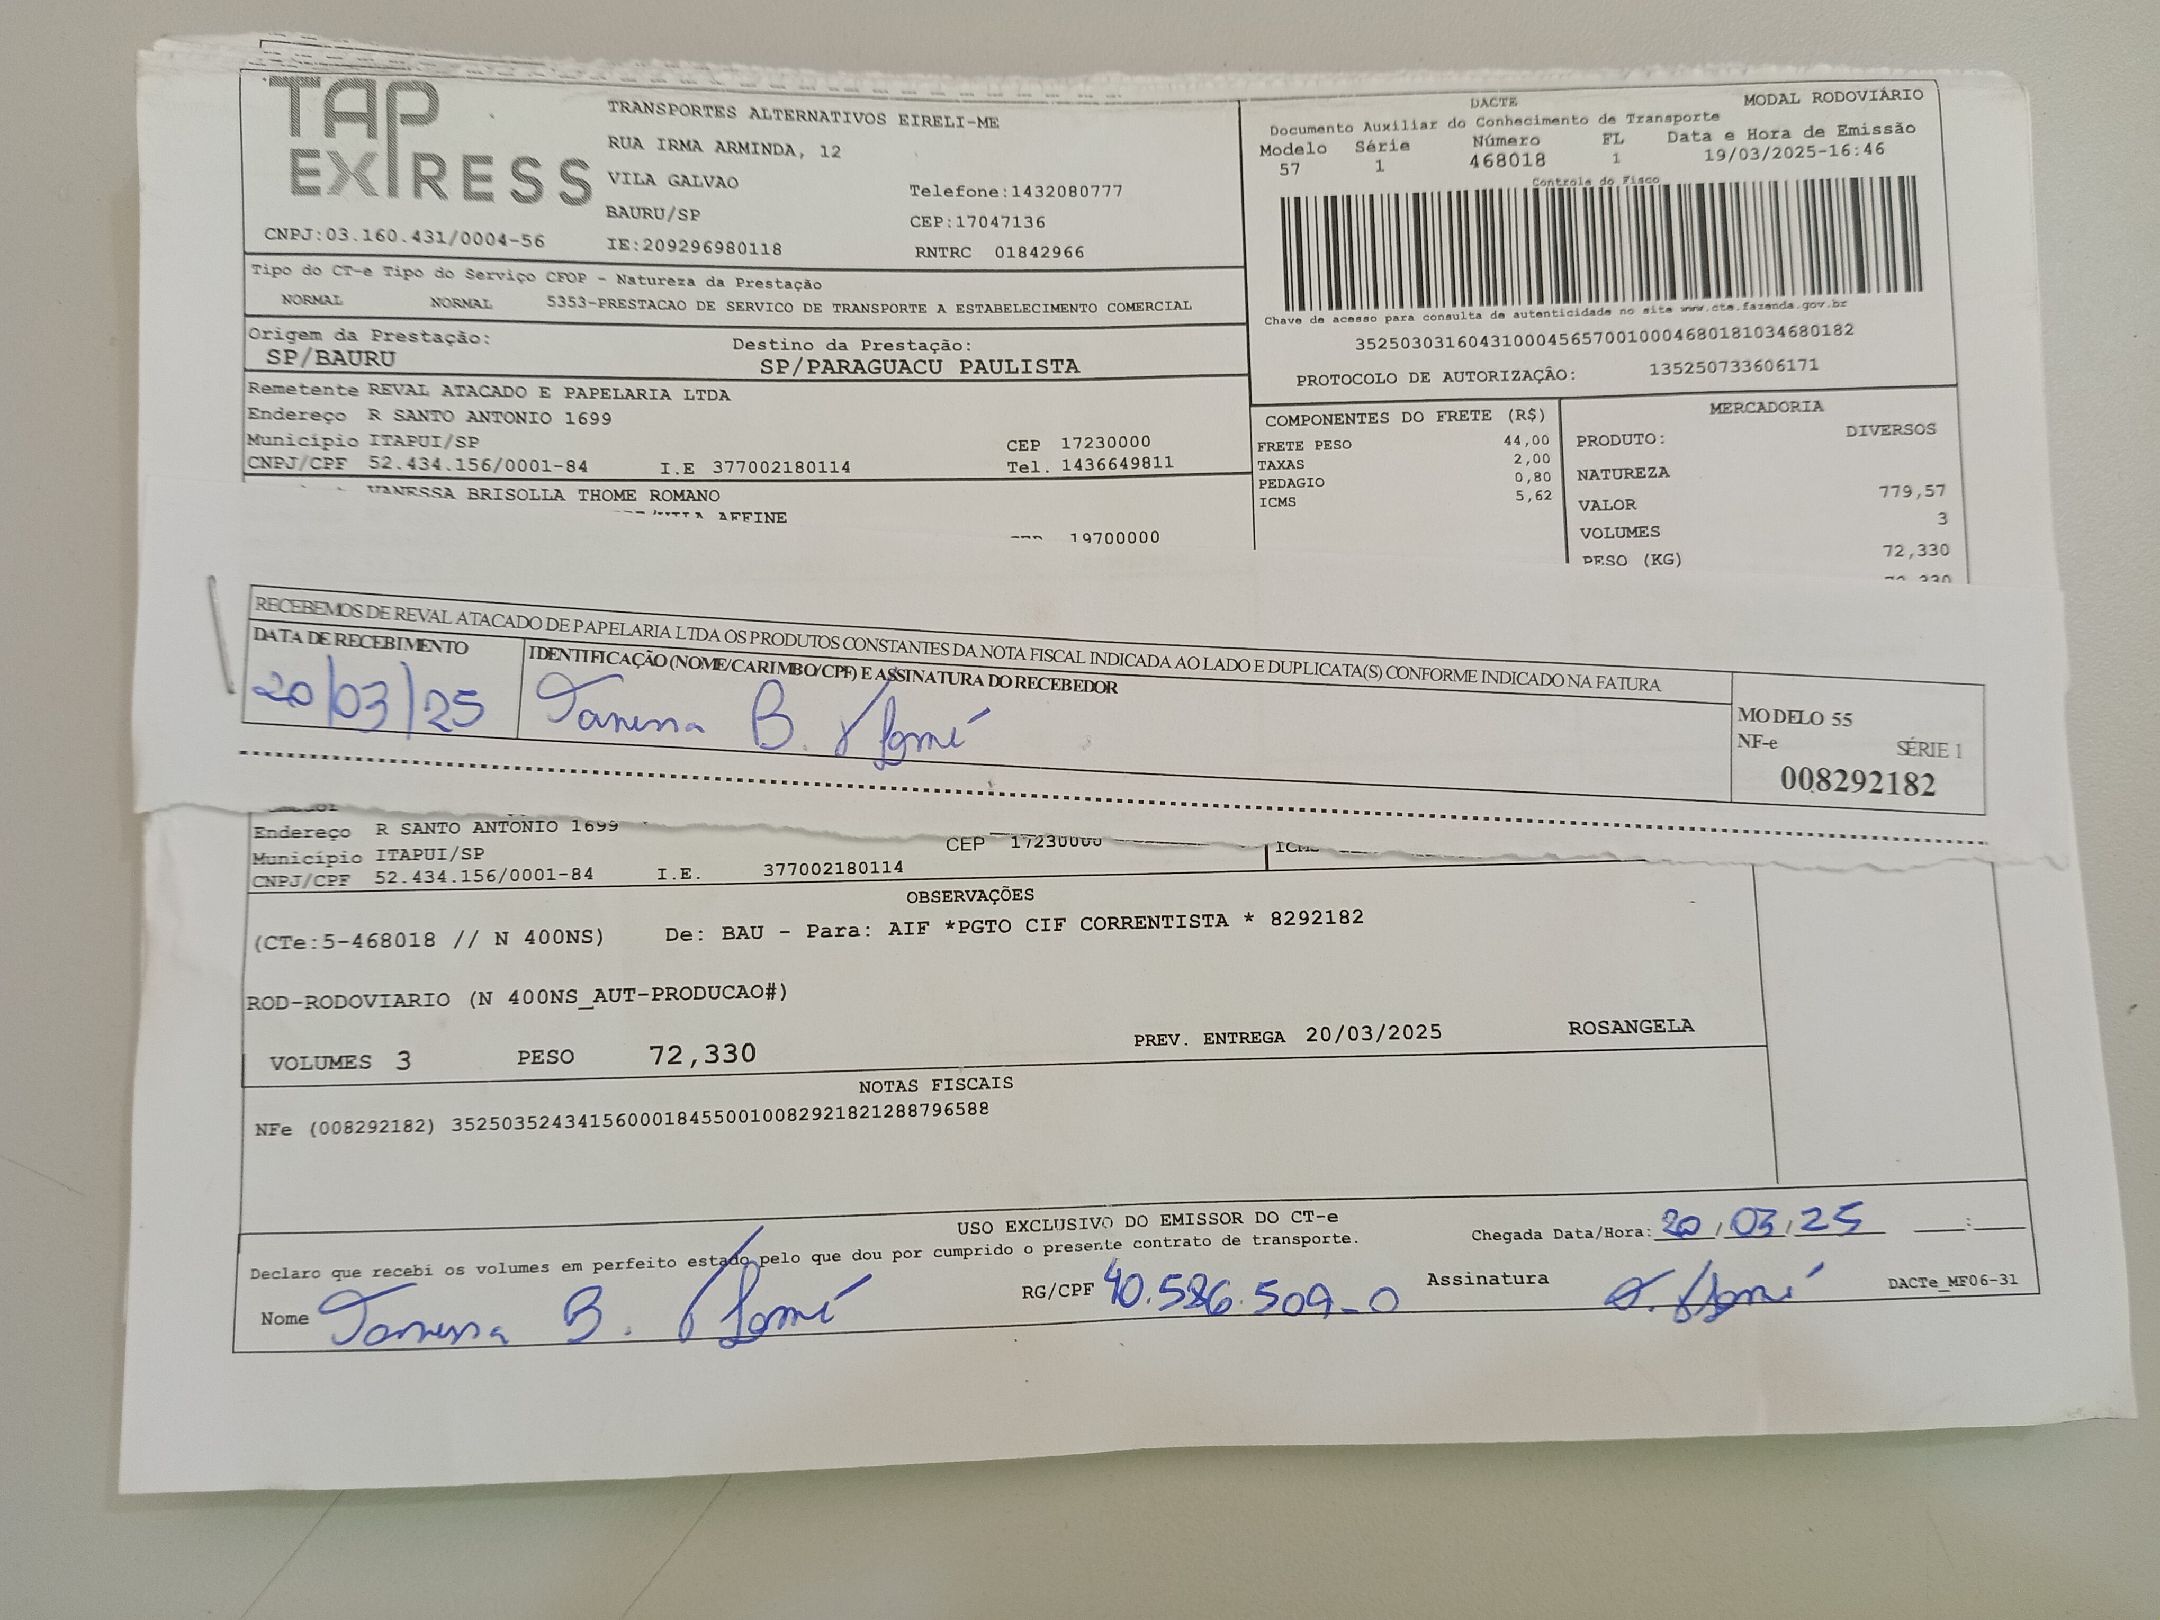 TAP EXPRESS
TRANSPORTES ALTERNATIVOS EIRELI-ME
RUA IRMA ARMINDA, 12
VILA GALVAO Telefone:1432080777
BAURU/SP CEP:17047136
CNPJ:03.160.431/0004-56 IE:209296980118 RNTRC 01842966
DACTE MODAL RODOVIÁRIO
Documento Auxiliar do Conhecimento de Transporte
Modelo Série Número FL Data e Hora de Emissão
57 1 468018 1 19/03/2025-16:46
Controle do Fisco
Chave de acesso para consulta de autenticidade no site www.cte.fazenda.gov.br
35250303160431000456570010004680181034680182
PROTOCOLO DE AUTORIZAÇÃO: 135250733606171
Tipo do CT-e Tipo do Serviço CFOP - Natureza da Prestação
NORMAL NORMAL 5353-PRESTACAO DE SERVICO DE TRANSPORTE A ESTABELECIMENTO COMERCIAL
Origem da Prestação: Destino da Prestação:
SP/BAURU SP/PARAGUACU PAULISTA
Remetente REVAL ATACADO E PAPELARIA LTDA
Endereço R SANTO ANTONIO 1699
Município ITAPUI/SP CEP 17230000
CNPJ/CPF 52.434.156/0001-84 I.E 377002180114 Tel. 1436649811
VANESSA BRISOLLA THOME ROMANO
AFFINE
19700000
COMPONENTES DO FRETE (R$)
FRETE PESO 44,00
TAXAS 2,00
PEDAGIO 0,80
ICMS 5,62
MERCADORIA
PRODUTO: DIVERSOS
NATUREZA
VALOR 779,57
VOLUMES 3
PESO (KG) 72,330
RECEBEMOS DE REVAL ATACADO DE PAPELARIA LTDA OS PRODUTOS CONSTANTES DA NOTA FISCAL INDICADA AO LADO E DUPLICATA(S) CONFORME INDICADO NA FATURA
DATA DE RECEBIMENTO IDENTIFICAÇÃO (NOME/CARIMBO/CPF) E ASSINATURA DO RECEBEDOR
20/03/25 Vanessa B. Thomé
MODELO 55
NF-e SÉRIE 1
008292182
Endereço R SANTO ANTONIO 1699
Município ITAPUI/SP CEP 17230000
CNPJ/CPF 52.434.156/0001-84 I.E. 377002180114
ICMS
OBSERVAÇÕES
(CTe:5-468018 // N 400NS) De: BAU - Para: AIF *PGTO CIF CORRENTISTA * 8292182
ROD-RODOVIARIO (N 400NS_AUT-PRODUCAO#)
VOLUMES 3 PESO 72,330 PREV. ENTREGA 20/03/2025 ROSANGELA
NOTAS FISCAIS
NFe (008292182) 35250352434156000184550010082921821288796588
USO EXCLUSIVO DO EMISSOR DO CT-e
Declaro que recebi os volumes em perfeito estado pelo que dou por cumprido o presente contrato de transporte. Chegada Data/Hora: 20/03/25 __:__
Nome Vanessa B. Thomé RG/CPF 40.586.509-0 Assinatura V. Thomé DACTe_MF06-31